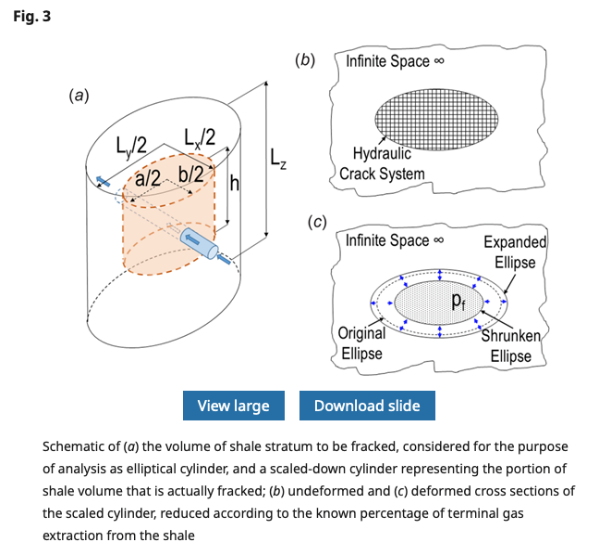 Fig. 3
(a)
Ly/2
Lx/2
a/2
b/2
h
Lz
(b)
Infinite Space ∞
Hydraulic
Crack System
(c)
Infinite Space ∞
Expanded
Ellipse
Pf
Original
Ellipse
Shrunken
Ellipse
View large
Download slide
Schematic of (a) the volume of shale stratum to be fracked, considered for the purpose
of analysis as elliptical cylinder, and a scaled-down cylinder representing the portion of
shale volume that is actually fracked; (b) undeformed and (c) deformed cross sections of
the scaled cylinder, reduced according to the known percentage of terminal gas
extraction from the shale